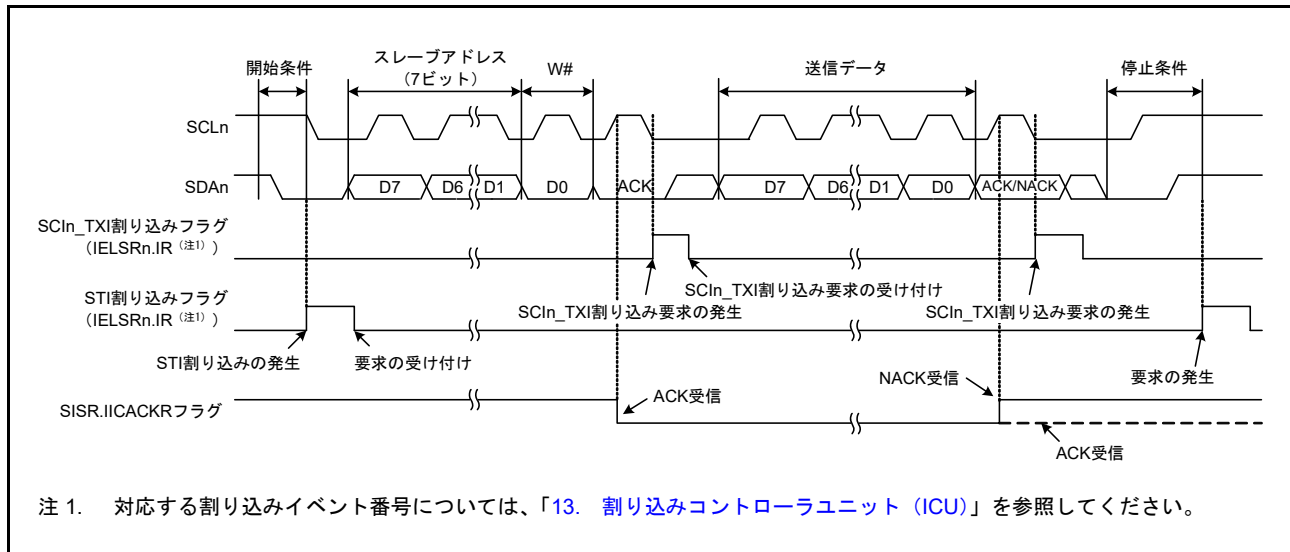 開始条件
スレーブアドレス
（7ビット）
W#
送信データ
停止条件
SCLn
SDAn
D7
D6
D1
D0
ACK
D7
D6
D1
D0
ACK/NACK
SCIn_TXI割り込みフラグ
（IELSRn.IR（注1））
SCIn_TXI割り込み要求の受け付け
SCIn_TXI割り込み要求の発生
SCIn_TXI割り込み要求の発生
STI割り込みフラグ
（IELSRn.IR（注1））
STI割り込みの発生
要求の受け付け
要求の発生
SISR.IICACKRフラグ
ACK受信
NACK受信
ACK受信
注 1. 対応する割り込みイベント番号については、「13. 割り込みコントローラユニット（ICU）」を参照してください。